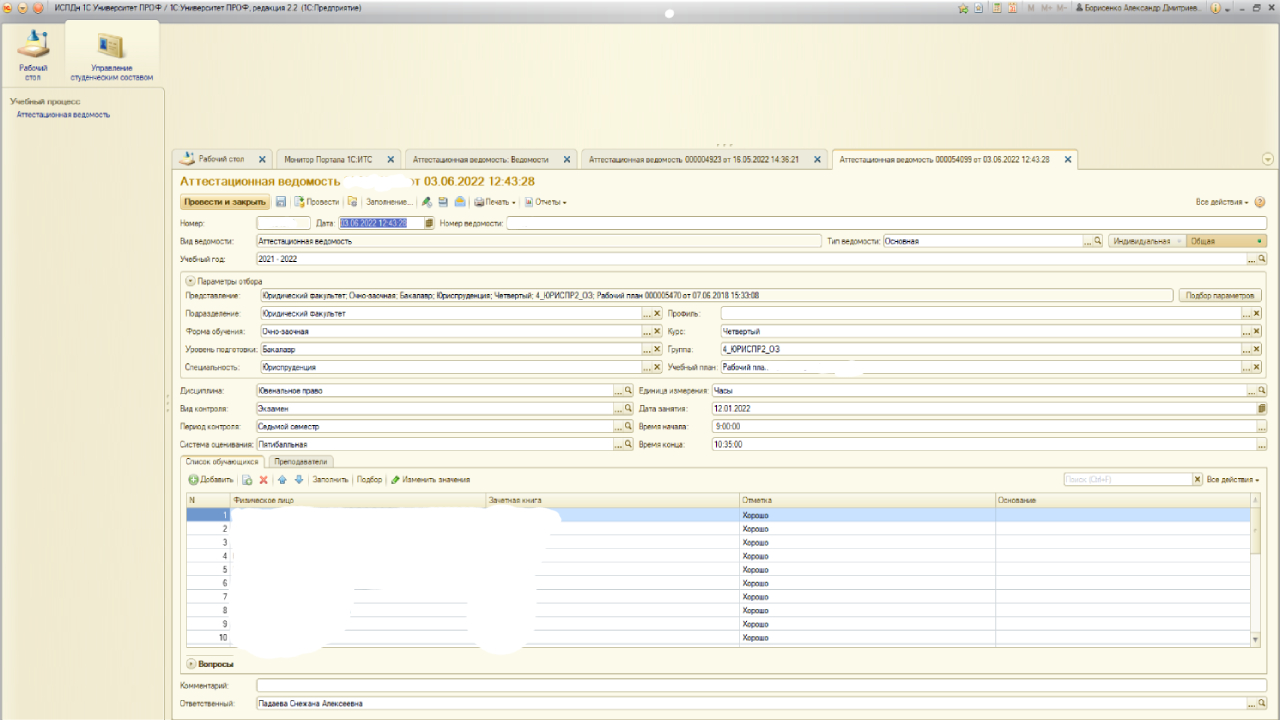 ИСПДн 1С Университет ПРОФ / 1С:Университет ПРОФ, редакция 2.2 (1С:Предприятие) M M+ M- Борисенко Александр Дмитриев...
Рабочий стол
Управление студенческим составом
Учебный процесс
Аттестационная ведомость
Рабочий стол Монитор Портала 1С:ИТС Аттестационная ведомость: Ведомости Аттестационная ведомость 000004923 от 16.05.2022 14:36:21 Аттестационная ведомость 000054099 от 03.06.2022 12:43:28
Аттестационная ведомость от 03.06.2022 12:43:28
Провести и закрыть Провести Заполнение... Печать Отчеты Все действия
Номер: Дата: 03.06.2022 12:43:28 Номер ведомости:
Вид ведомости: Аттестационная ведомость Тип ведомости: Основная Индивидуальная Общая
Учебный год: 2021 - 2022
Параметры отбора
Представление: Юридический факультет; Очно-заочная; Бакалавр; Юриспруденция; Четвертый; 4_ЮРИСПР2_ОЗ; Рабочий план 000005470 от 07.06.2018 15:33:08 Подбор параметров
Подразделение: Юридический факультет Профиль:
Форма обучения: Очно-заочная Курс: Четвертый
Уровень подготовки: Бакалавр Группа: 4_ЮРИСПР2_ОЗ
Специальность: Юриспруденция Учебный план: Рабочий пла..
Дисциплина: Ювенальное право Единица измерения: Часы
Вид контроля: Экзамен Дата занятия: 12.01.2022
Период контроля: Седьмой семестр Время начала: 9:00:00
Система оценивания: Пятибалльная Время конца: 10:35:00
Список обучающихся Преподаватели
Добавить Заполнить Подбор Изменить значения Поиск (Ctrl+F) Все действия
N Физическое лицо Зачетная книга Отметка Основание
1 Хорошо
2 Хорошо
3 Хорошо
4 Хорошо
5 Хорошо
6 Хорошо
7 Хорошо
8 Хорошо
9 Хорошо
10 Хорошо
Вопросы
Комментарий:
Ответственный: Падаева Снежана Алексеевна